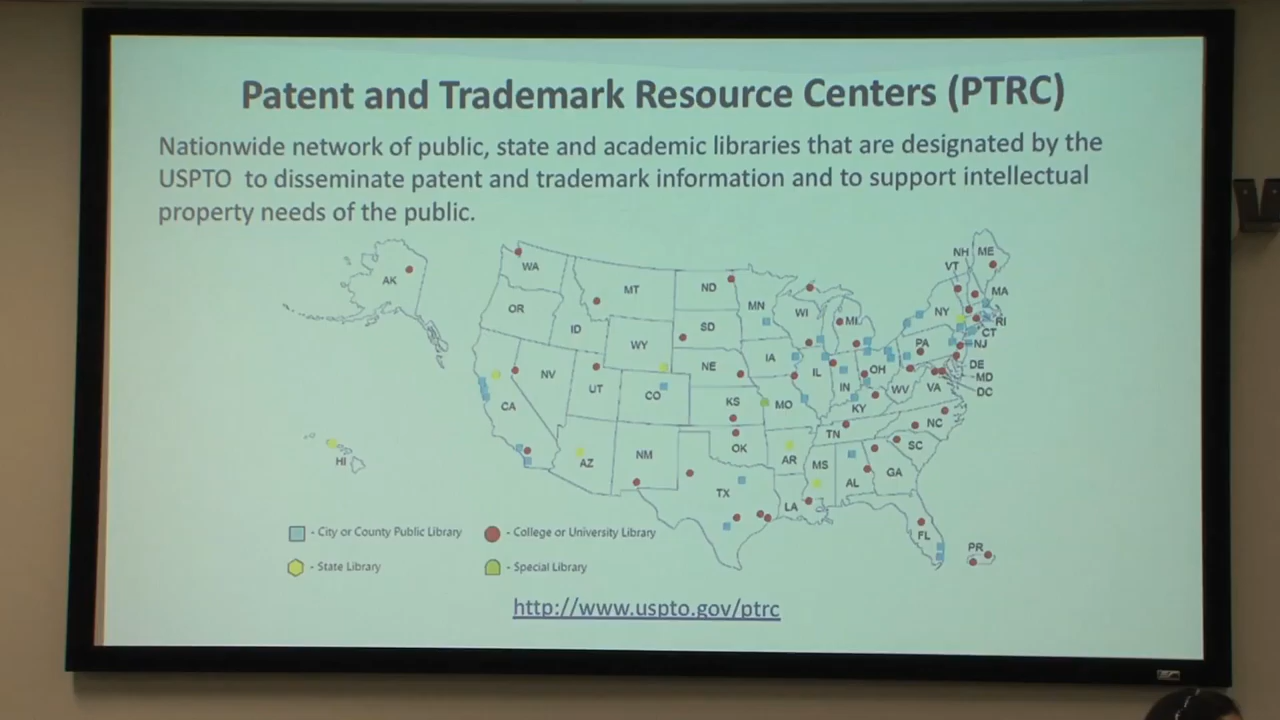 Patent and Trademark Resource Centers (PTRC)
Nationwide network of public, state and academic libraries that are designated by the
USPTO to disseminate patent and trademark information and to support intellectual
property needs of the public.
AK
WA
MT
ND
MN
WI
MI
NY
VT
NH
ME
MA
RI
CT
NJ
OR
ID
WY
SD
IA
IL
IN
OH
PA
DE
MD
DC
NV
UT
CO
NE
KS
MO
KY
WV
VA
CA
AZ
NM
OK
AR
TN
NC
SC
HI
TX
LA
MS
AL
GA
FL
PR
- City or County Public Library
- College or University Library
- State Library
- Special Library
http://www.uspto.gov/ptrc